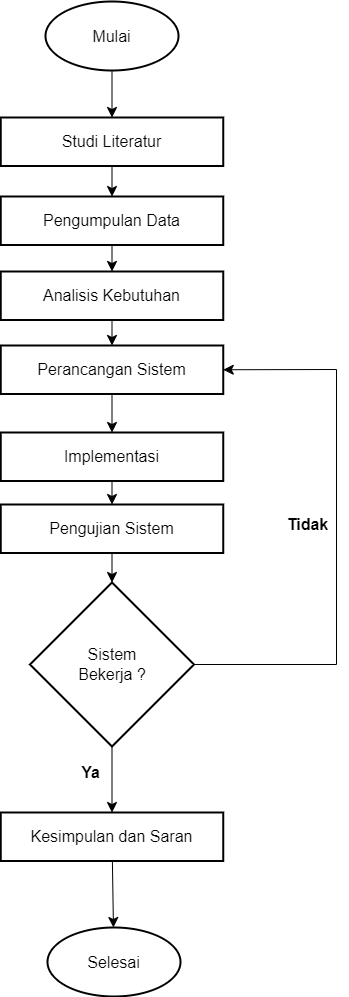 Mulai
Studi Literatur
Pengumpulan Data
Analisis Kebutuhan
Perancangan Sistem
Implementasi
Pengujian Sistem
Tidak
Sistem
Bekerja ?
Ya
Kesimpulan dan Saran
Selesai